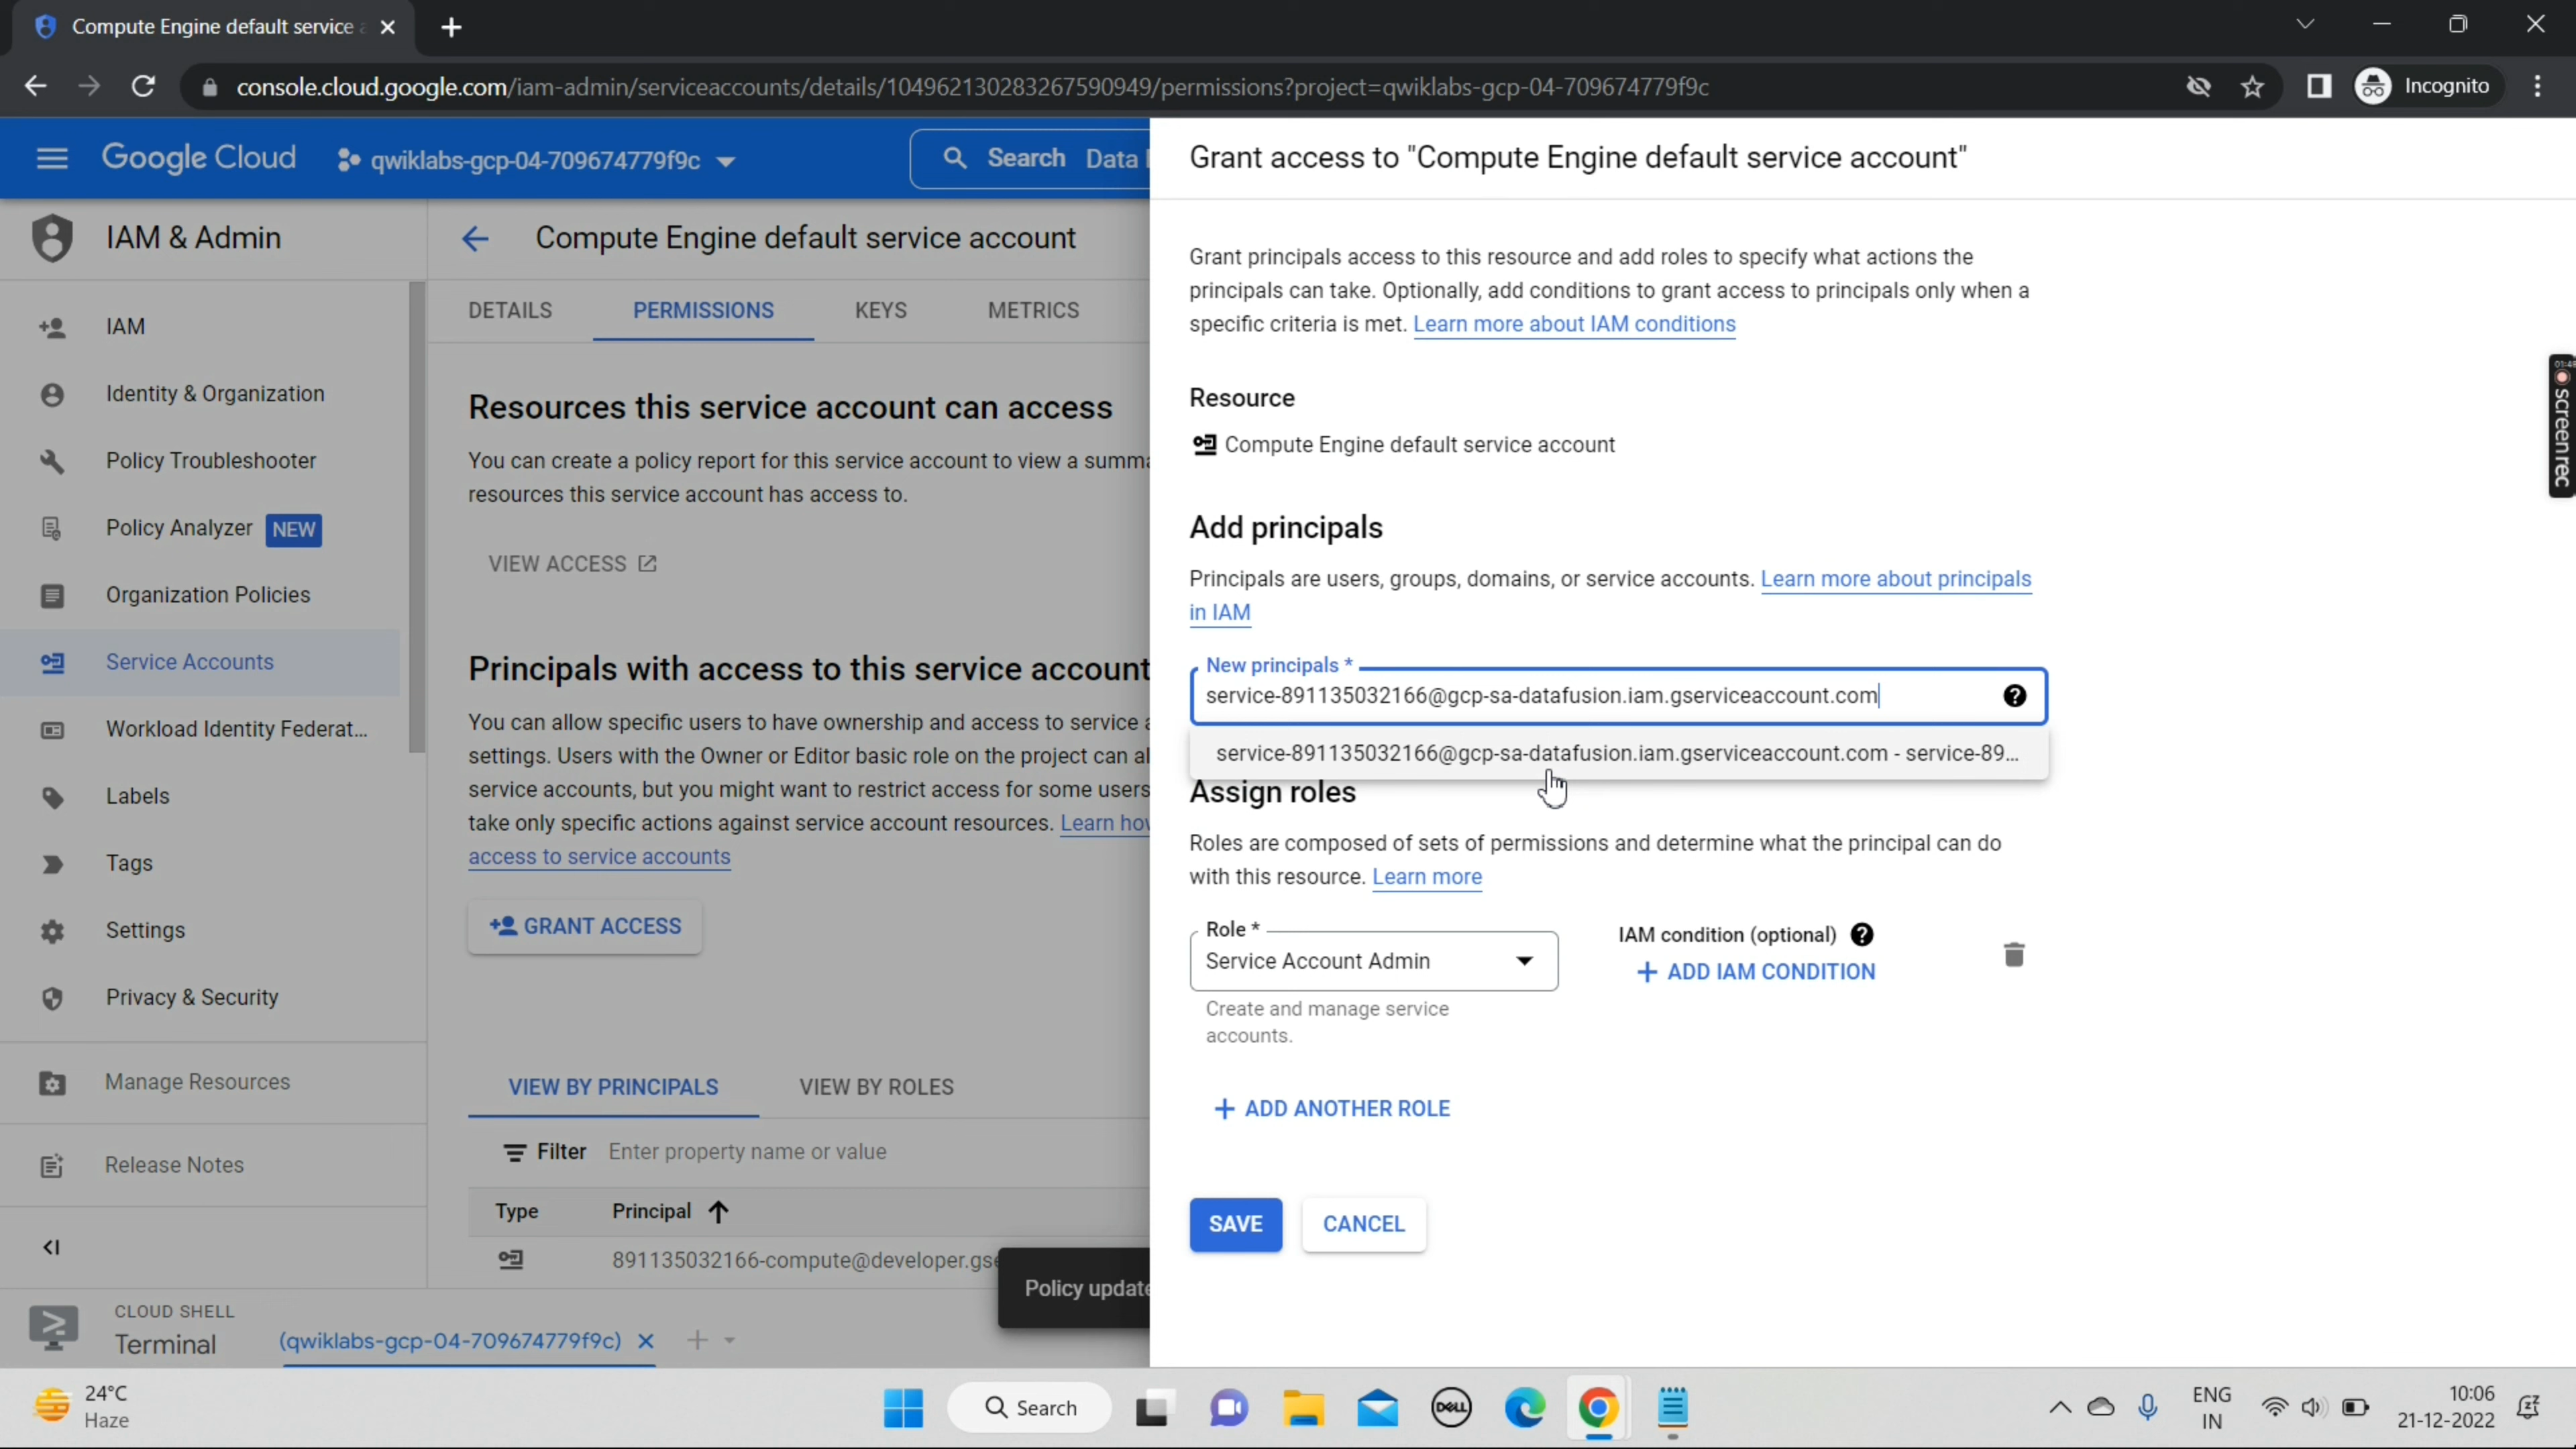 Compute Engine default service
console.cloud.google.com/iam-admin/serviceaccounts/details/104962130283267590949/permissions?project=qwiklabs-gcp-04-709674779f9c
Incognito
Google Cloud
qwiklabs-gcp-04-709674779f9c
Search Data
Grant access to "Compute Engine default service account"
IAM & Admin
IAM
Identity & Organization
Policy Troubleshooter
Policy Analyzer NEW
Organization Policies
Service Accounts
Workload Identity Federat...
Labels
Tags
Settings
Privacy & Security
Manage Resources
Release Notes
Compute Engine default service account
DETAILS PERMISSIONS KEYS METRICS
Resources this service account can access
You can create a policy report for this service account to view a summa
resources this service account has access to.
VIEW ACCESS
Principals with access to this service account
You can allow specific users to have ownership and access to service a
settings. Users with the Owner or Editor basic role on the project can al
service accounts, but you might want to restrict access for some users
take only specific actions against service account resources. Learn how
access to service accounts
GRANT ACCESS
VIEW BY PRINCIPALS VIEW BY ROLES
Filter Enter property name or value
Type Principal
891135032166-compute@developer.gse
Policy update
Grant principals access to this resource and add roles to specify what actions the
principals can take. Optionally, add conditions to grant access to principals only when a
specific criteria is met. Learn more about IAM conditions
Resource
Compute Engine default service account
Add principals
Principals are users, groups, domains, or service accounts. Learn more about principals
in IAM
New principals *
service-891135032166@gcp-sa-datafusion.iam.gserviceaccount.com
service-891135032166@gcp-sa-datafusion.iam.gserviceaccount.com - service-89...
Assign roles
Roles are composed of sets of permissions and determine what the principal can do
with this resource. Learn more
Role *
Service Account Admin
Create and manage service
accounts.
IAM condition (optional)
+ ADD IAM CONDITION
+ ADD ANOTHER ROLE
SAVE CANCEL
01:48
screenrec
CLOUD SHELL
Terminal
(qwiklabs-gcp-04-709674779f9c)
24°C
Haze
Search
DELL
ENG
IN
10:06
21-12-2022